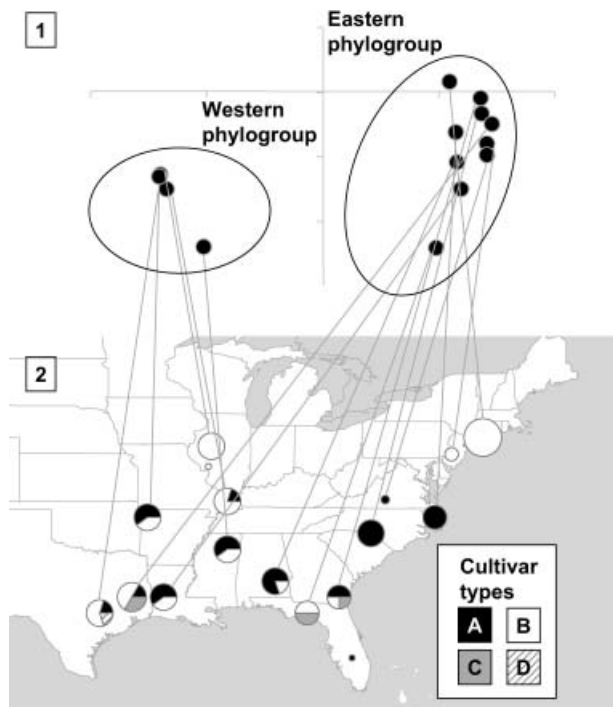 1
Eastern
phylogroup
Western
phylogroup
2
Cultivar
types
A B
C D